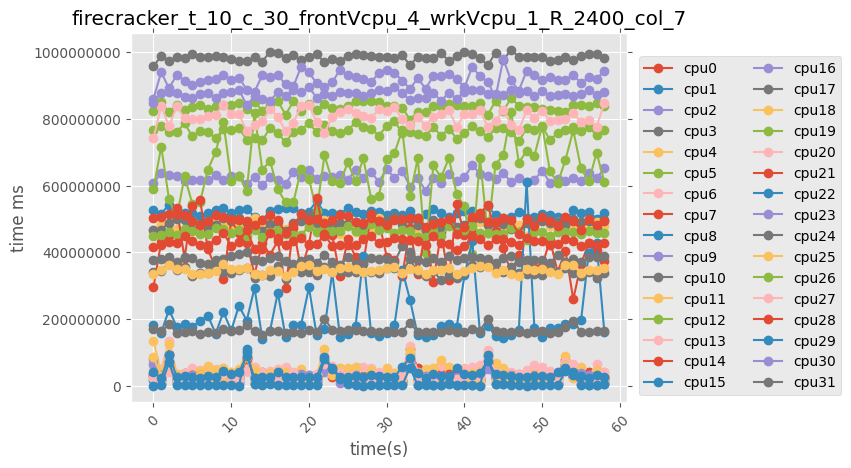 firecracker_t_10_c_30_frontVcpu_4_wrkVcpu_1_R_2400_col_7
time ms
1000000000
800000000
600000000
400000000
200000000
0
0
10
20
30
40
50
60
time(s)
cpu0
cpu1
cpu2
cpu3
cpu4
cpu5
cpu6
cpu7
cpu8
cpu9
cpu10
cpu11
cpu12
cpu13
cpu14
cpu15
cpu16
cpu17
cpu18
cpu19
cpu20
cpu21
cpu22
cpu23
cpu24
cpu25
cpu26
cpu27
cpu28
cpu29
cpu30
cpu31